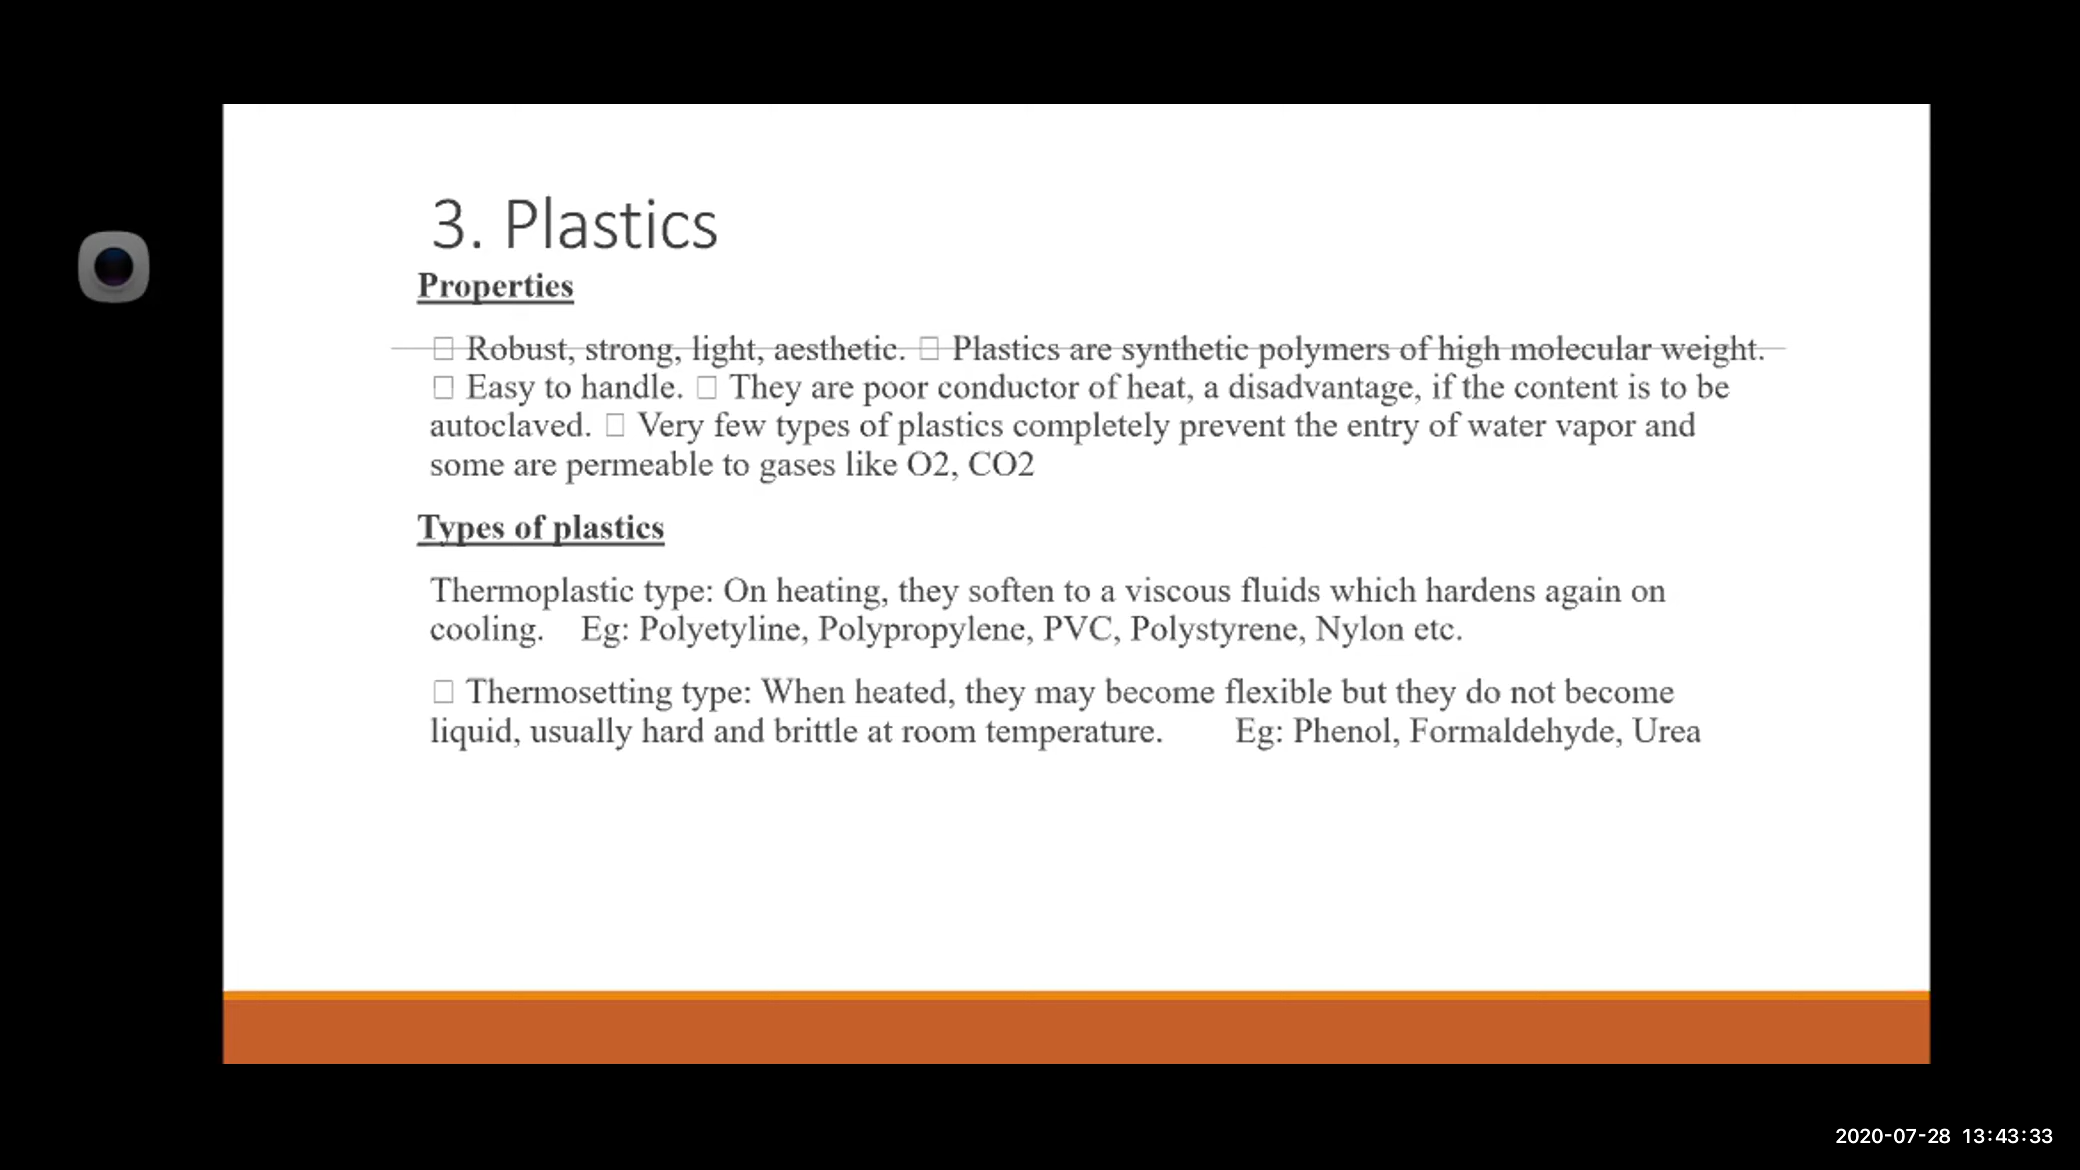 3. Plastics
Properties
□ Robust, strong, light, aesthetic. □ Plastics are synthetic polymers of high molecular weight.
□ Easy to handle. □ They are poor conductor of heat, a disadvantage, if the content is to be
autoclaved. □ Very few types of plastics completely prevent the entry of water vapor and
some are permeable to gases like O2, CO2
Types of plastics
Thermoplastic type: On heating, they soften to a viscous fluids which hardens again on
cooling. Eg: Polyetyline, Polypropylene, PVC, Polystyrene, Nylon etc.
□ Thermosetting type: When heated, they may become flexible but they do not become
liquid, usually hard and brittle at room temperature. Eg: Phenol, Formaldehyde, Urea
2020-07-28 13:43:33